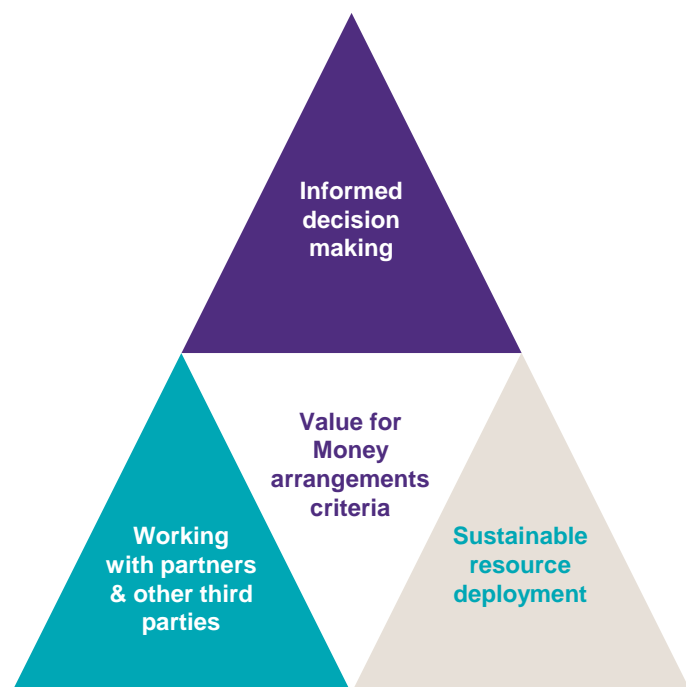 Informed
decision
making
Value for
Money
arrangements
criteria
Working
with partners
& other third
parties
Sustainable
resource
deployment